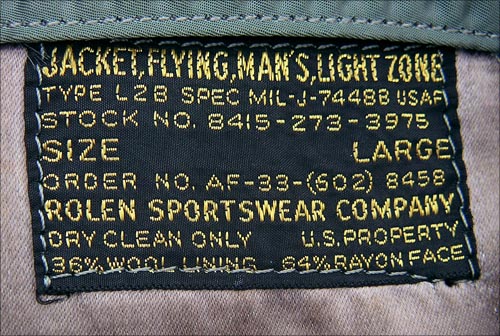 JACKET, FLYING, MAN'S, LIGHT ZONE
TYPE L2B SPEC MIL-J-7448B USAF
STOCK NO. 8415-273-3975
SIZE LARGE
ORDER NO. AF-33-(602) 8458
ROLEN SPORTSWEAR COMPANY
DRY CLEAN ONLY U.S. PROPERTY
36% WOOL LINING 64% RAYON FACE